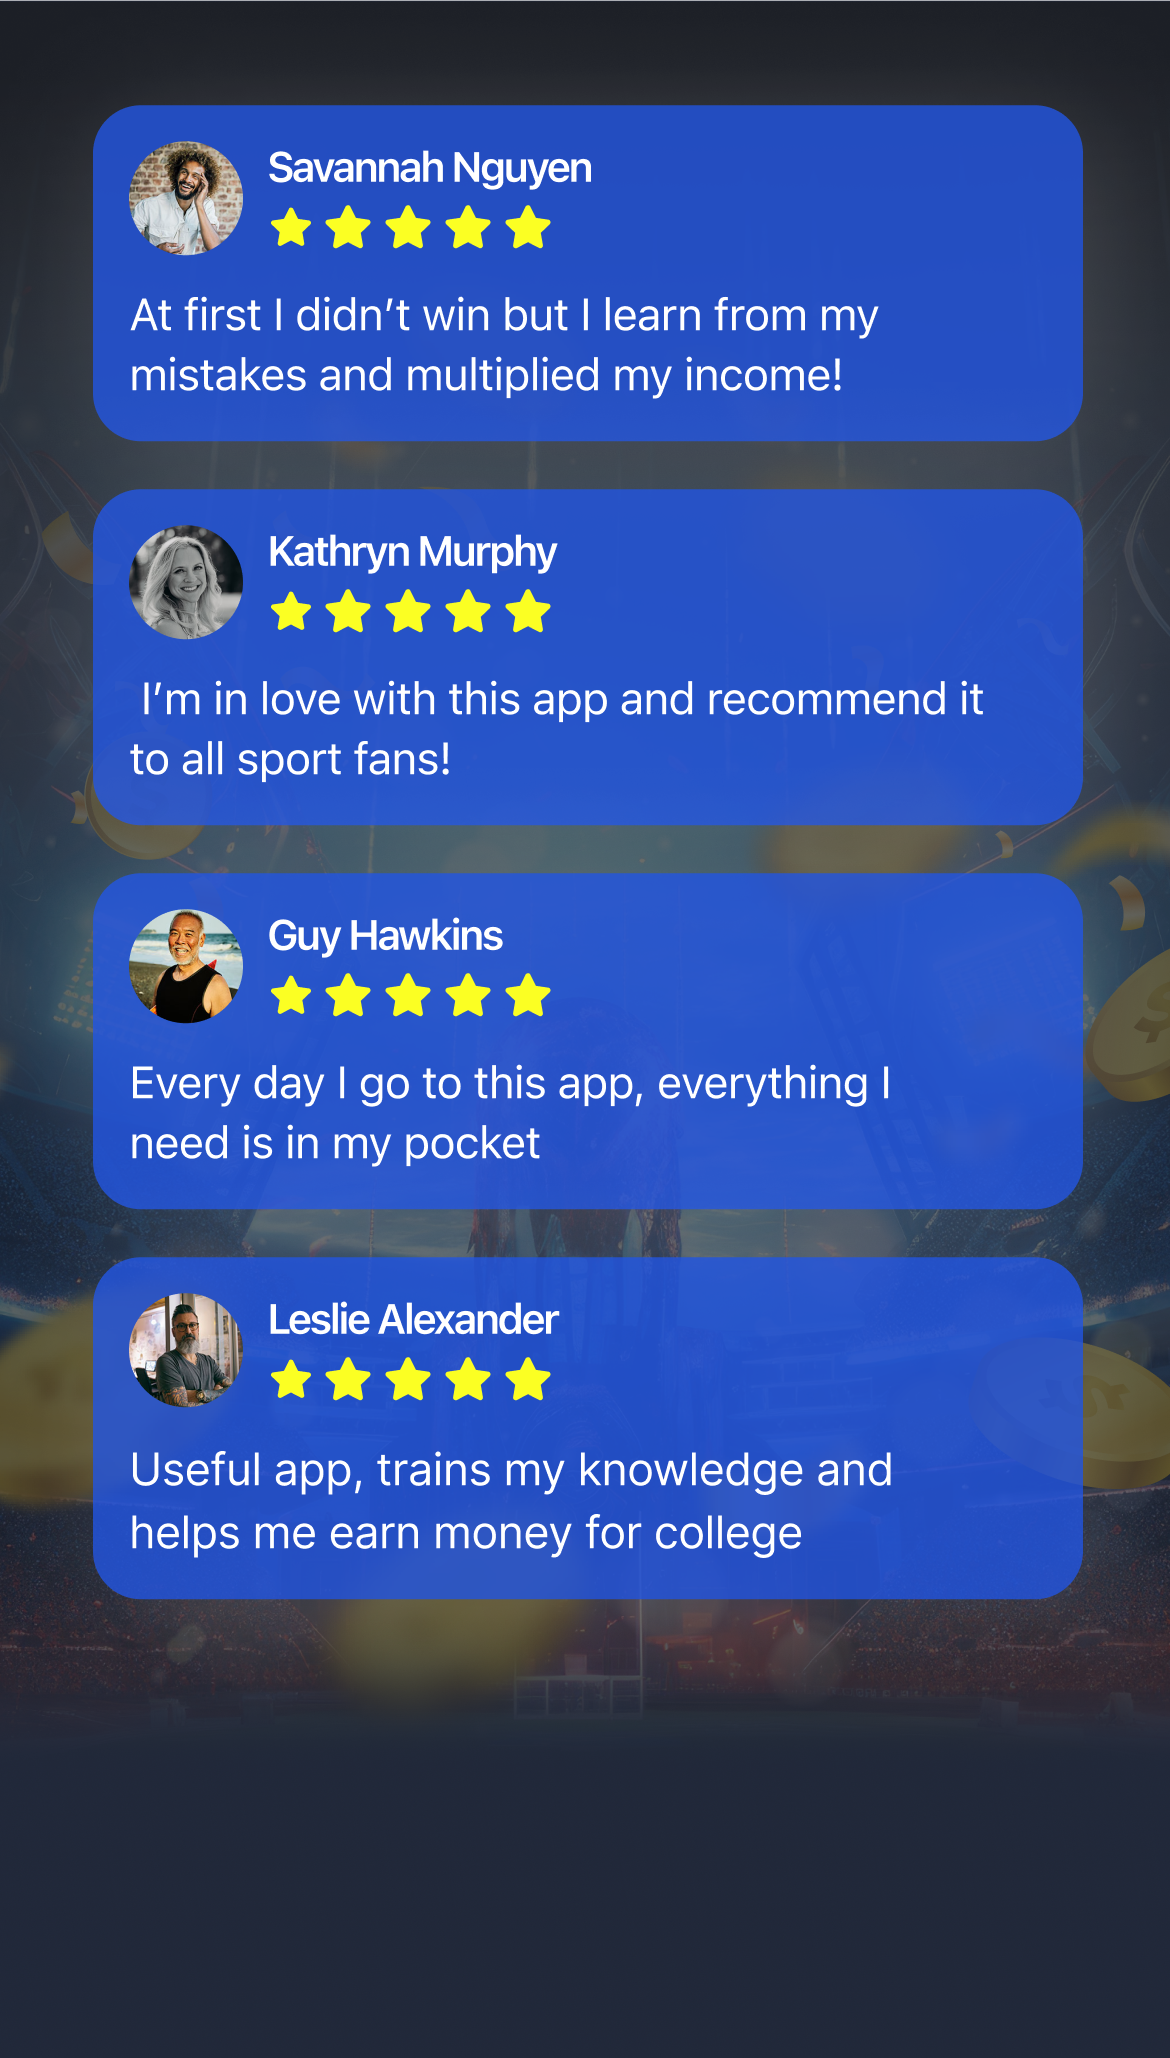 Savannah Nguyen
At first I didn’t win but I learn from my
mistakes and multiplied my income!
Kathryn Murphy
I’m in love with this app and recommend it
to all sport fans!
Guy Hawkins
Every day I go to this app, everything I
need is in my pocket
Leslie Alexander
Useful app, trains my knowledge and
helps me earn money for college